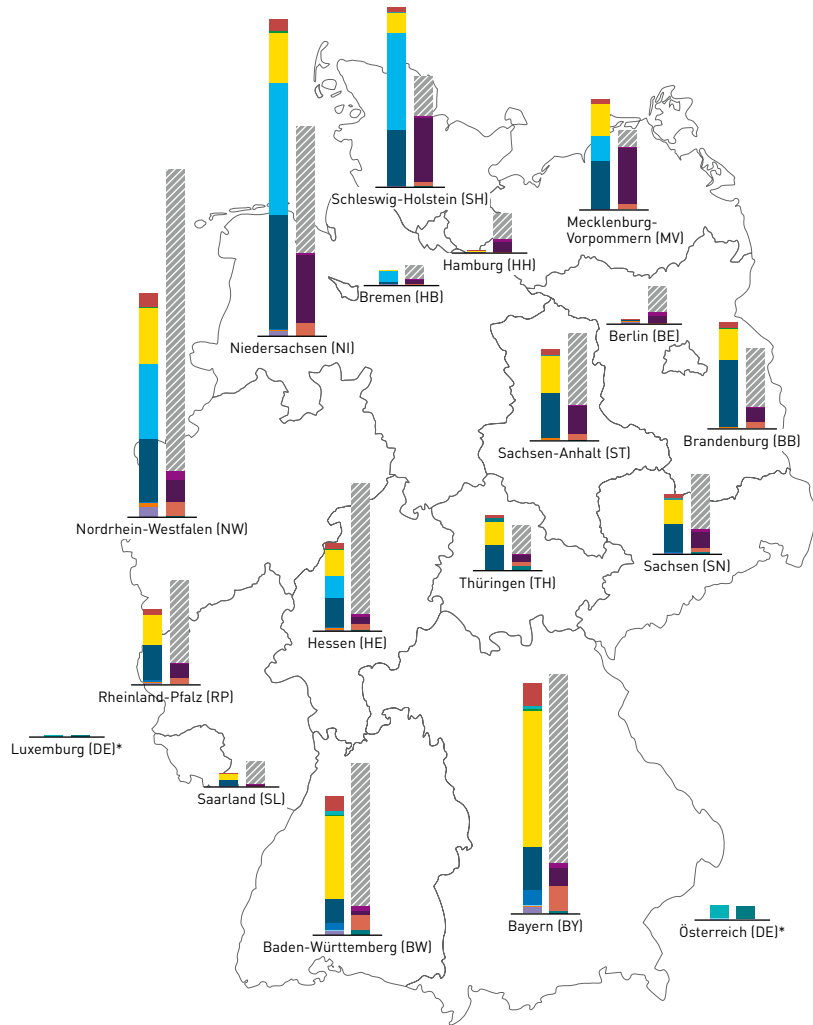 Schleswig-Holstein (SH)
Mecklenburg-
Vorpommern (MV)
Hamburg (HH)
Bremen (HB)
Berlin (BE)
Niedersachsen (NI)
Brandenburg (BB)
Sachsen-Anhalt (ST)
Nordrhein-Westfalen (NW)
Sachsen (SN)
Thüringen (TH)
Hessen (HE)
Rheinland-Pfalz (RP)
Luxemburg (DE)*
Saarland (SL)
Bayern (BY)
Österreich (DE)*
Baden-Württemberg (BW)